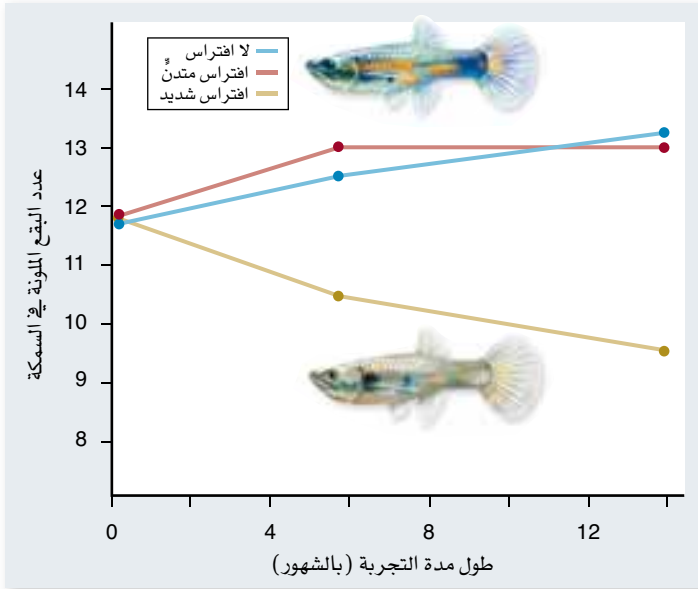 لا افتراس
افتراس متدنٍّ
افتراس شديد
عدد البقع الملونة في السمكة
14
13
12
11
10
9
8
0 4 8 12
طول مدة التجربة (بالشهور)